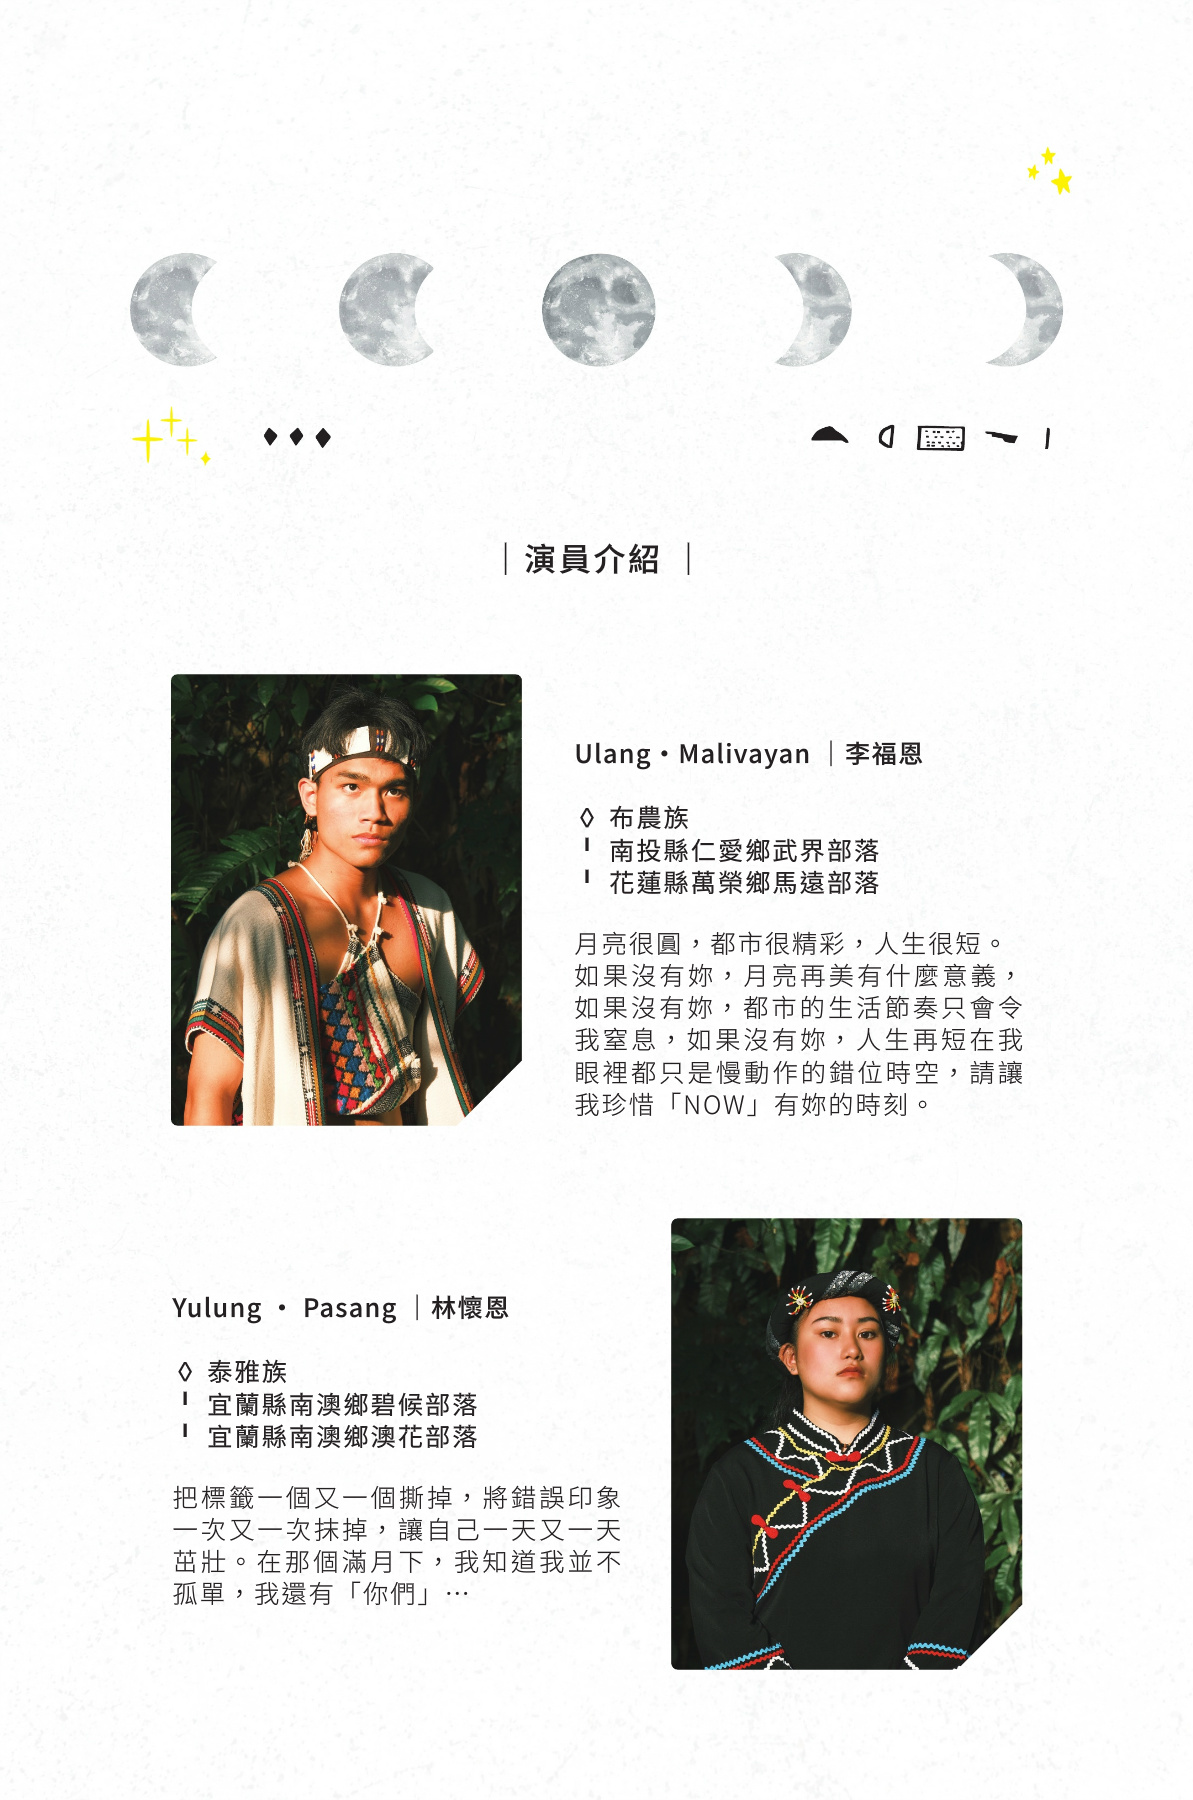 ｜演員介紹｜
Ulang・Malivayan ｜李福恩
布農族
南投縣仁愛鄉武界部落
花蓮縣萬榮鄉馬遠部落
月亮很圓，都市很精彩，人生很短。
如果沒有妳，月亮再美有什麼意義，
如果沒有妳，都市的生活節奏只會令
我窒息，如果沒有妳，人生再短在我
眼裡都只是慢動作的錯位時空，請讓
我珍惜「NOW」有妳的時刻。
Yulung ・ Pasang ｜林懷恩
泰雅族
宜蘭縣南澳鄉碧候部落
宜蘭縣南澳鄉澳花部落
把標籤一個又一個撕掉，將錯誤印象
一次又一次抹掉，讓自己一天又一天
茁壯。在那個滿月下，我知道我並不
孤單，我還有「你們」…